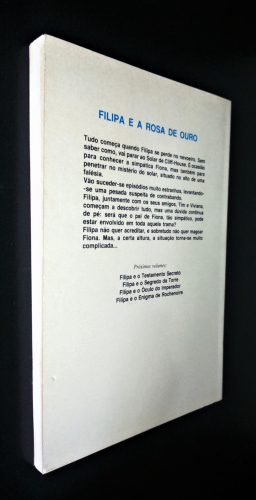 FILIPA E A ROSA DE OURO
Tudo começa quando Filipa se perde no nevoeiro. Sem
saber como, vai parar ao Solar de Cliff-House. É ocasião
para conhecer a simpática Fiona, mas também para
penetrar no mistério do solar, situado no alto de uma
falésia.
Vão suceder-se episódios muito estranhos, levantando-
-se uma pesada suspeita de contrabando.
Filipa, juntamente com os seus amigos, Tim e Viviana,
começam a descobrir tudo, mas uma dúvida continua
de pé: será que o pai de Fiona, tão simpático, pode
estar envolvido em toda aquela trama?
Filipa não quer acreditar, e sobretudo não quer magoar
Fiona. Mas, a certa altura, a situação torna-se muito
complicada...
Próximos volumes:
Filipa e o Testamento Secreto
Filipa e o Segredo da Torre
Filipa e o Óculo do Imperador
Filipa e o Enigma de Rochenoire